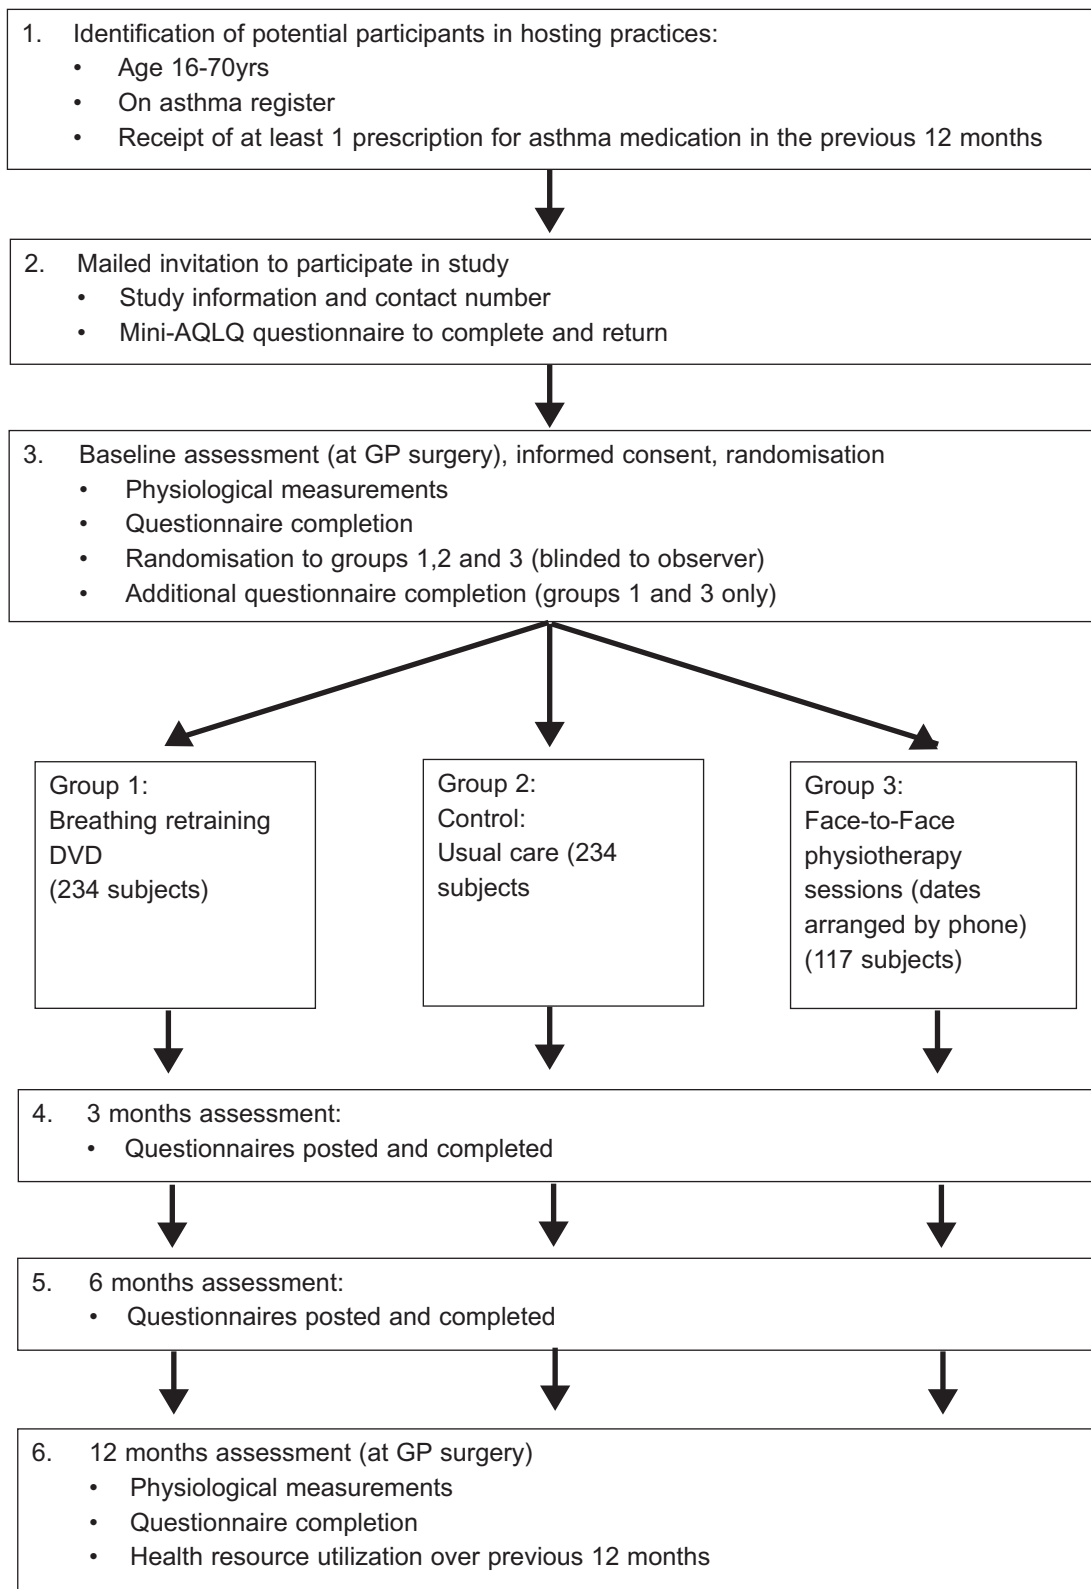 1. Identification of potential participants in hosting practices:
• Age 16-70yrs
• On asthma register
• Receipt of at least 1 prescription for asthma medication in the previous 12 months
2. Mailed invitation to participate in study
• Study information and contact number
• Mini-AQLQ questionnaire to complete and return
3. Baseline assessment (at GP surgery), informed consent, randomisation
• Physiological measurements
• Questionnaire completion
• Randomisation to groups 1,2 and 3 (blinded to observer)
• Additional questionnaire completion (groups 1 and 3 only)
Group 1:
Breathing retraining
DVD
(234 subjects)
Group 2:
Control:
Usual care (234
subjects
Group 3:
Face-to-Face
physiotherapy
sessions (dates
arranged by phone)
(117 subjects)
4. 3 months assessment:
• Questionnaires posted and completed
5. 6 months assessment:
• Questionnaires posted and completed
6. 12 months assessment (at GP surgery)
• Physiological measurements
• Questionnaire completion
• Health resource utilization over previous 12 months